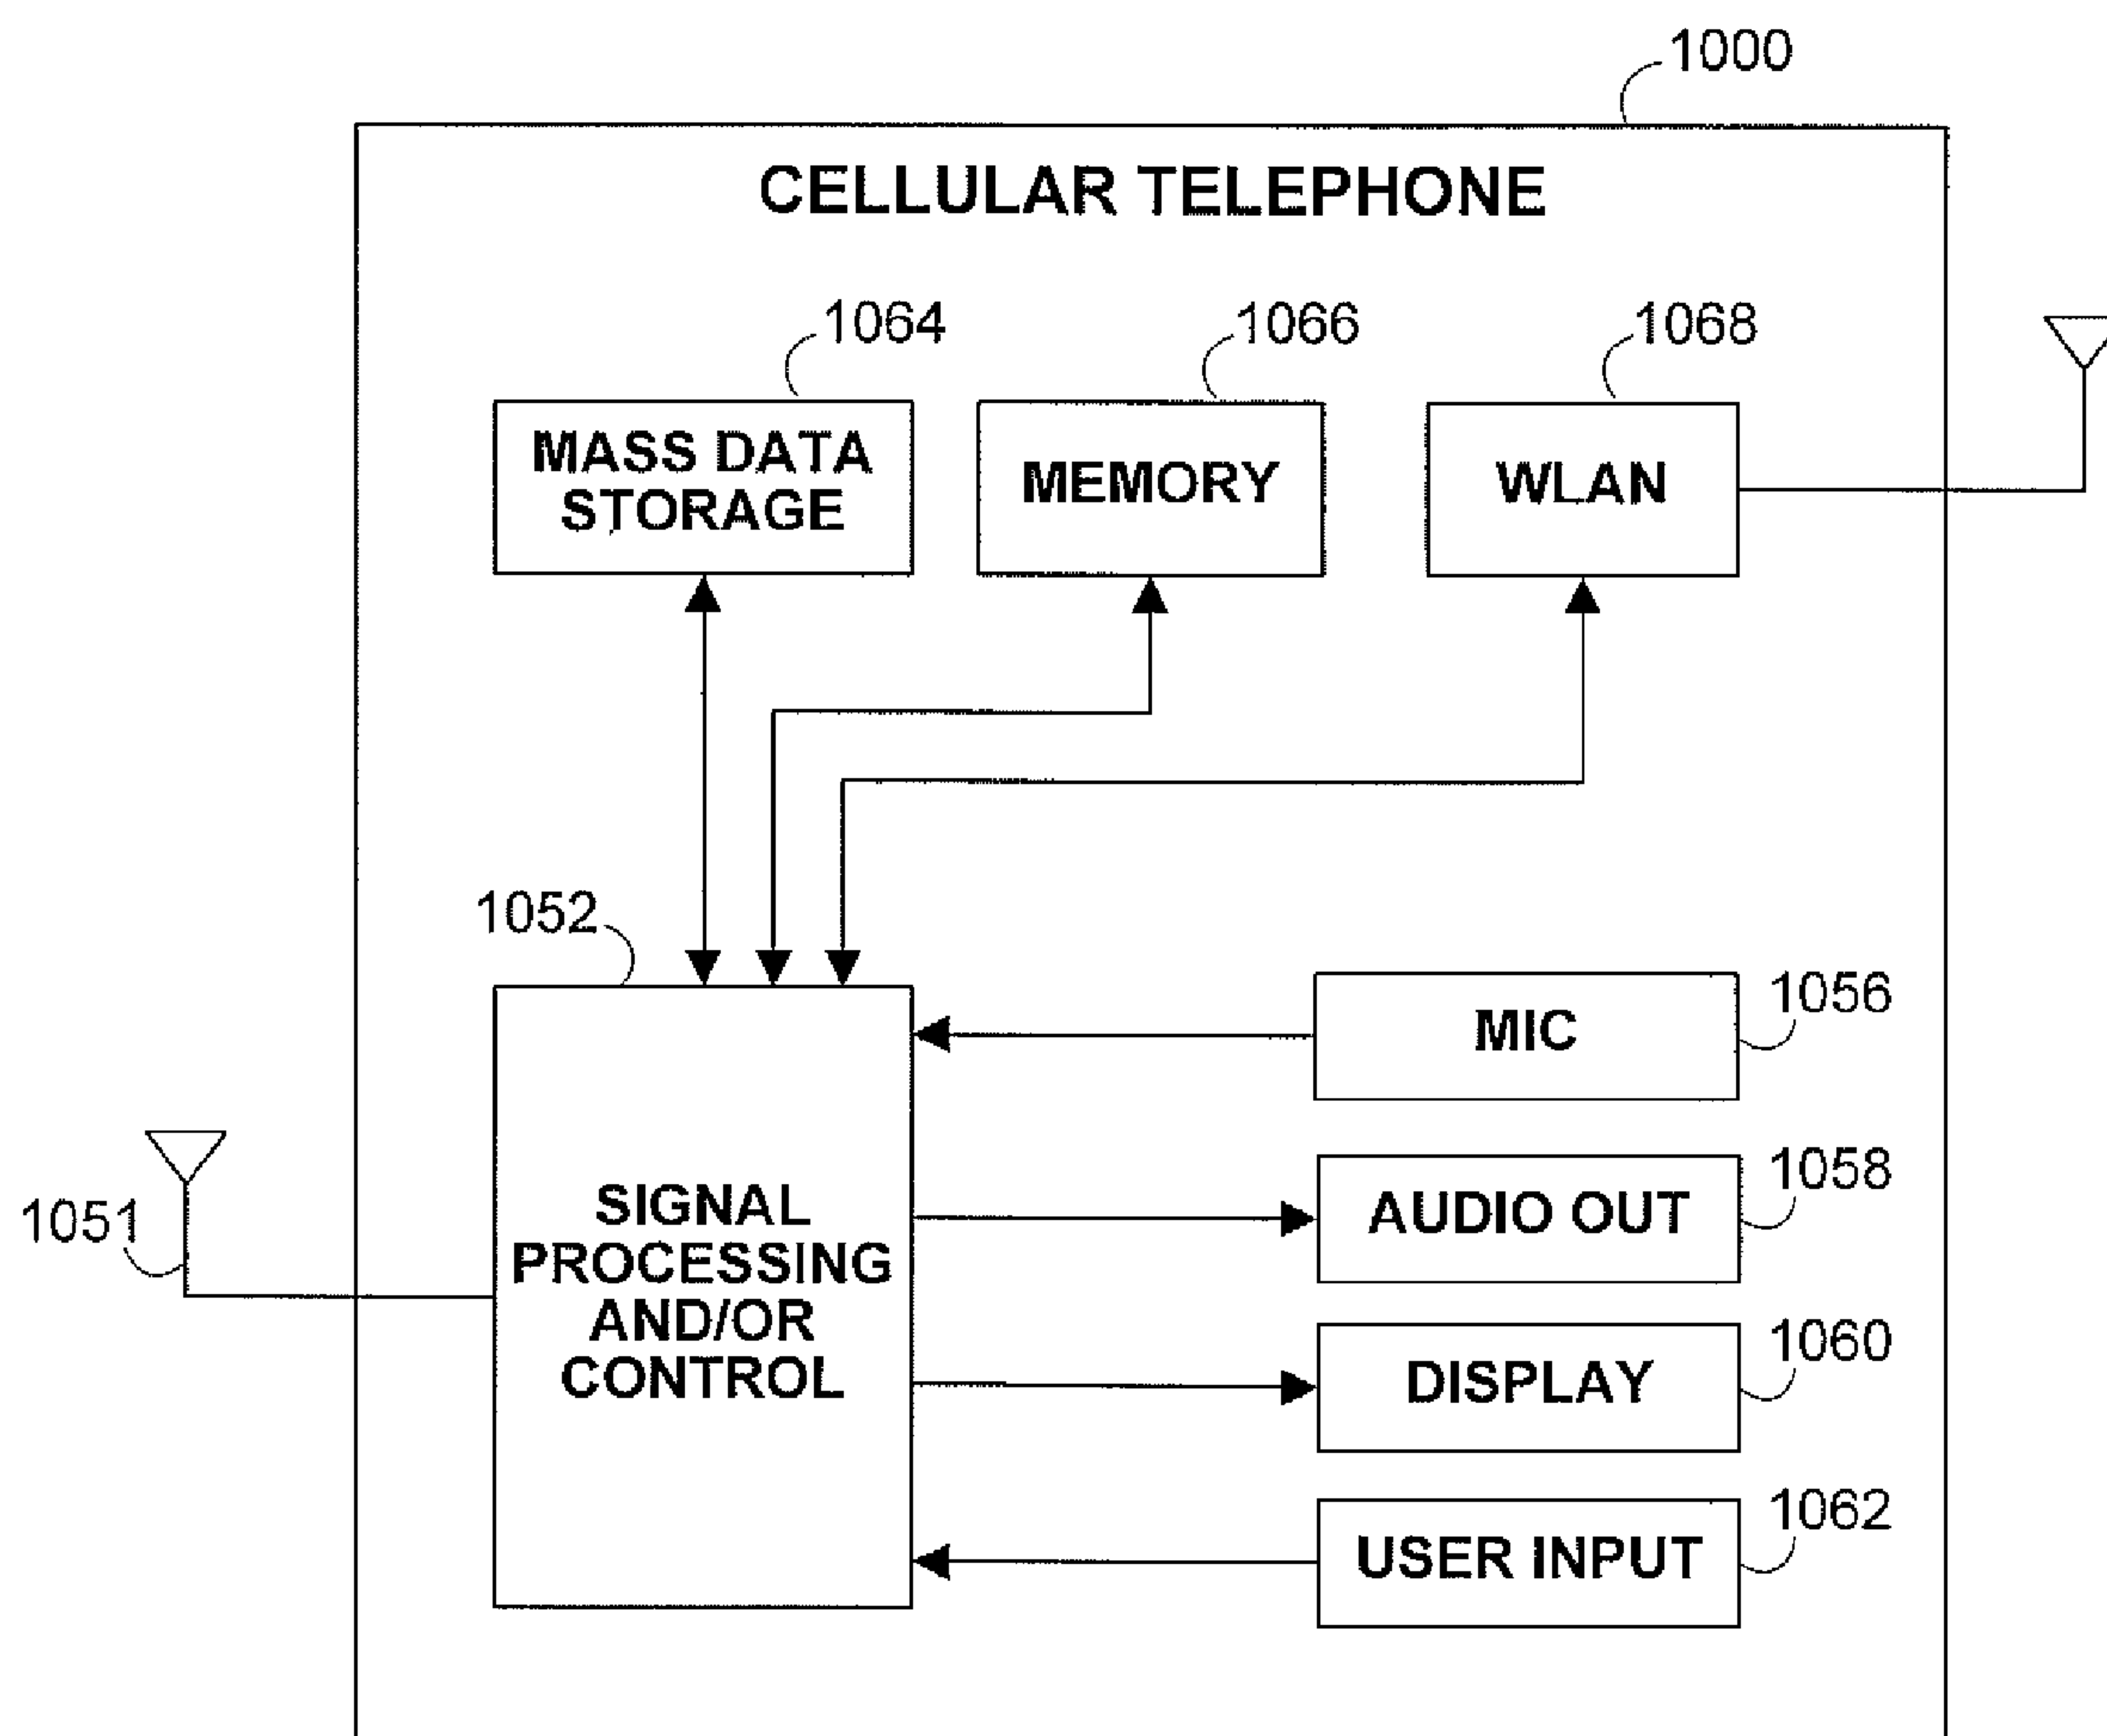 1000
CELLULAR TELEPHONE
1064
1066
1068
MASS DATA
STORAGE
MEMORY
WLAN
1052
MIC
1056
1051
SIGNAL
PROCESSING
AND/OR
CONTROL
AUDIO OUT
1058
DISPLAY
1060
USER INPUT
1062